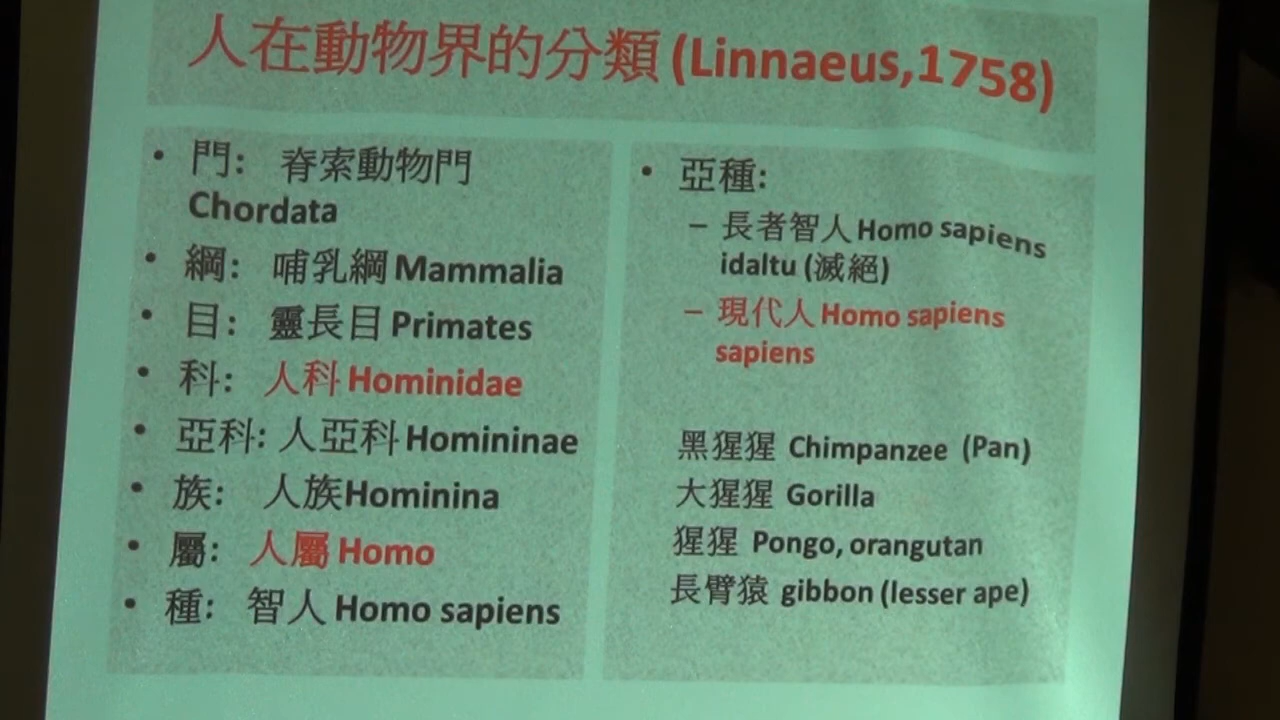 人在動物界的分類 (Linnaeus,1758)
• 門: 脊索動物門
Chordata
• 綱: 哺乳綱 Mammalia
• 目: 靈長目 Primates
• 科: 人科 Hominidae
• 亞科: 人亞科 Homininae
• 族: 人族Hominina
• 屬: 人屬 Homo
• 種: 智人 Homo sapiens
• 亞種:
– 長者智人 Homo sapiens
idaltu (滅絕)
– 現代人 Homo sapiens
sapiens
黑猩猩 Chimpanzee (Pan)
大猩猩 Gorilla
猩猩 Pongo, orangutan
長臂猿 gibbon (lesser ape)